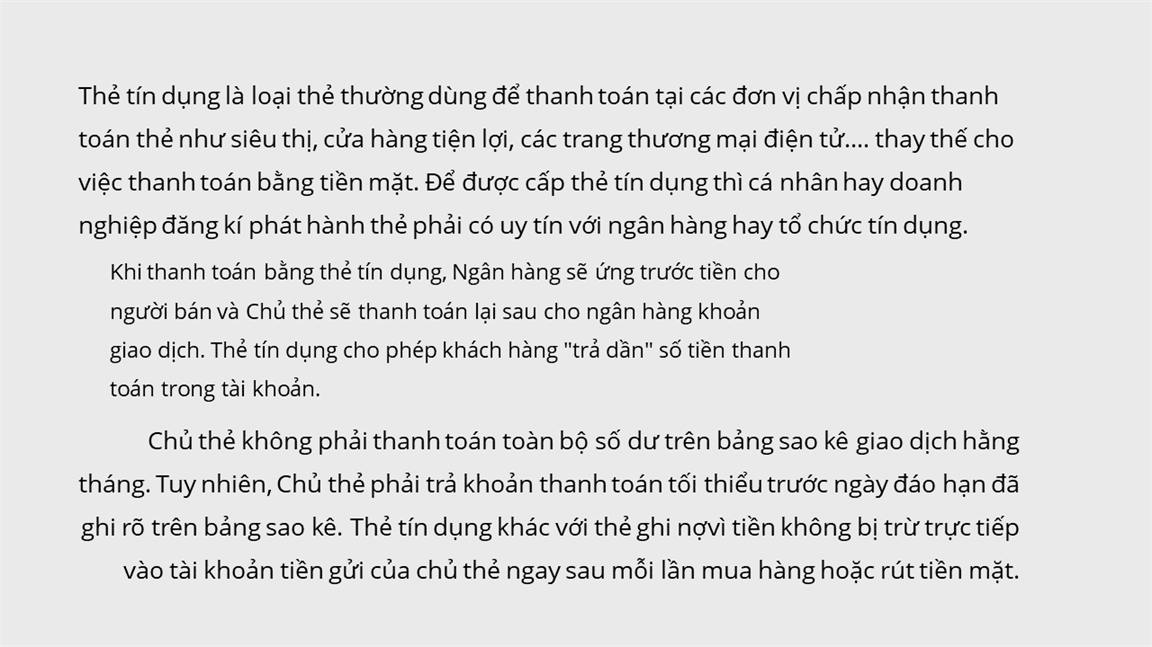 Thẻ tín dụng là loại thẻ thường dùng để thanh toán tại các đơn vị chấp nhận thanh
toán thẻ như siêu thị, cửa hàng tiện lợi, các trang thương mại điện tử.... thay thế cho
việc thanh toán bằng tiền mặt. Để được cấp thẻ tín dụng thì cá nhân hay doanh
nghiệp đăng kí phát hành thẻ phải có uy tín với ngân hàng hay tổ chức tín dụng.
Khi thanh toán bằng thẻ tín dụng, Ngân hàng sẽ ứng trước tiền cho
người bán và Chủ thẻ sẽ thanh toán lại sau cho ngân hàng khoản
giao dịch. Thẻ tín dụng cho phép khách hàng "trả dần" số tiền thanh
toán trong tài khoản.
Chủ thẻ không phải thanh toán toàn bộ số dư trên bảng sao kê giao dịch hằng
tháng. Tuy nhiên, Chủ thẻ phải trả khoản thanh toán tối thiểu trước ngày đáo hạn đã
ghi rõ trên bảng sao kê. Thẻ tín dụng khác với thẻ ghi nợvì tiền không bị trừ trực tiếp
vào tài khoản tiền gửi của chủ thẻ ngay sau mỗi lần mua hàng hoặc rút tiền mặt.